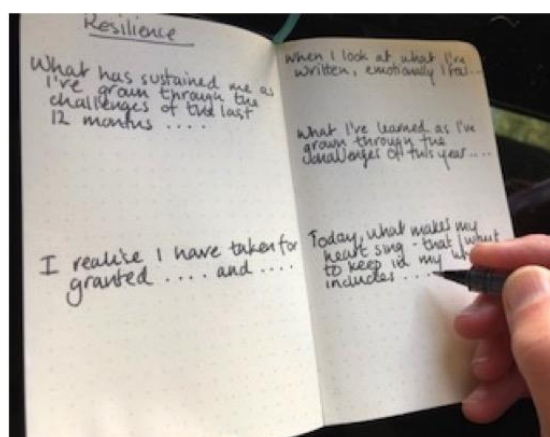 Resilience
What has sustained me as
I've grown through the
challenges of the last
12 months ....
I realise I have taken for
granted .... and ....
When I look at what I've
written, emotionally I feel...
What I've learned as I've
grown through the
challenges of this year....
Today, what makes my
heart sing - that I want
to keep in my
includes ....